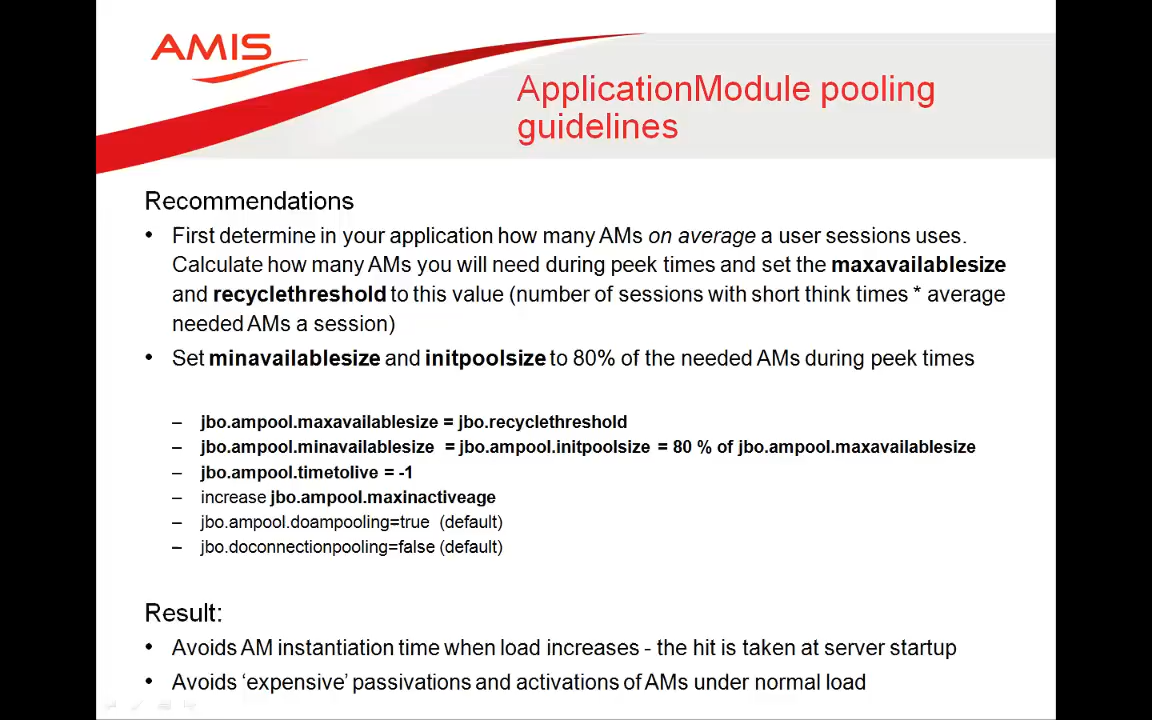 AMIS
ApplicationModule pooling
guidelines
Recommendations
• First determine in your application how many AMs on average a user sessions uses.
Calculate how many AMs you will need during peek times and set the maxavailablesize
and recyclethreshold to this value (number of sessions with short think times * average
needed AMs a session)
• Set minavailablesize and initpoolsize to 80% of the needed AMs during peek times
– jbo.ampool.maxavailablesize = jbo.recyclethreshold
– jbo.ampool.minavailablesize = jbo.ampool.initpoolsize = 80 % of jbo.ampool.maxavailablesize
– jbo.ampool.timetolive = -1
– increase jbo.ampool.maxinactiveage
– jbo.ampool.doampooling=true (default)
– jbo.doconnectionpooling=false (default)
Result:
• Avoids AM instantiation time when load increases - the hit is taken at server startup
• Avoids ‘expensive’ passivations and activations of AMs under normal load